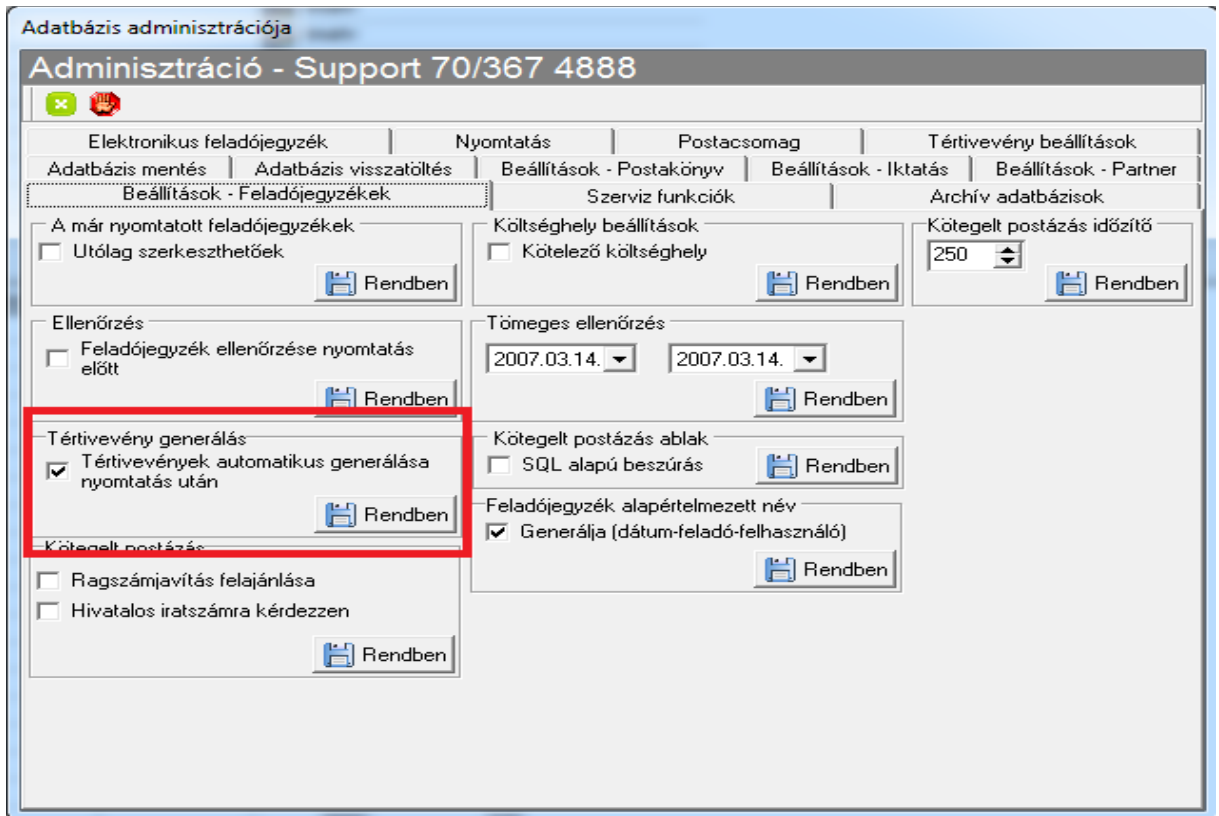 Adatbázis adminisztrációja
Adminisztráció - Support 70/367 4888
Elektronikus feladójegyzék
Nyomtatás
Postacsomag
Tértivevény beállítások
Adatbázis mentés
Adatbázis visszatöltés
Beállítások - Postakönyv
Beállítások - Iktatás
Beállítások - Partner
Beállítások - Feladójegyzékek
Szerviz funkciók
Archív adatbázisok
A már nyomtatott feladójegyzékek
Utólag szerkeszthetőek
Rendben
Költséghely beállítások
Kötelező költséghely
Rendben
Kötegelt postázás időzítő
250
Rendben
Ellenőrzés
Feladójegyzék ellenőrzése nyomtatás
előtt
Rendben
Tömeges ellenőrzés
2007.03.14.
2007.03.14.
Rendben
Tértivevény generálás
Tértivevények automatikus generálása
nyomtatás után
Rendben
Kötegelt postázás ablak
SQL alapú beszúrás
Rendben
Feladójegyzék alapértelmezett név
Generálja (dátum-feladó-felhasználó)
Rendben
Kötegelt postázás
Ragszámjavítás felajánlása
Hivatalos iratszámra kérdezzen
Rendben